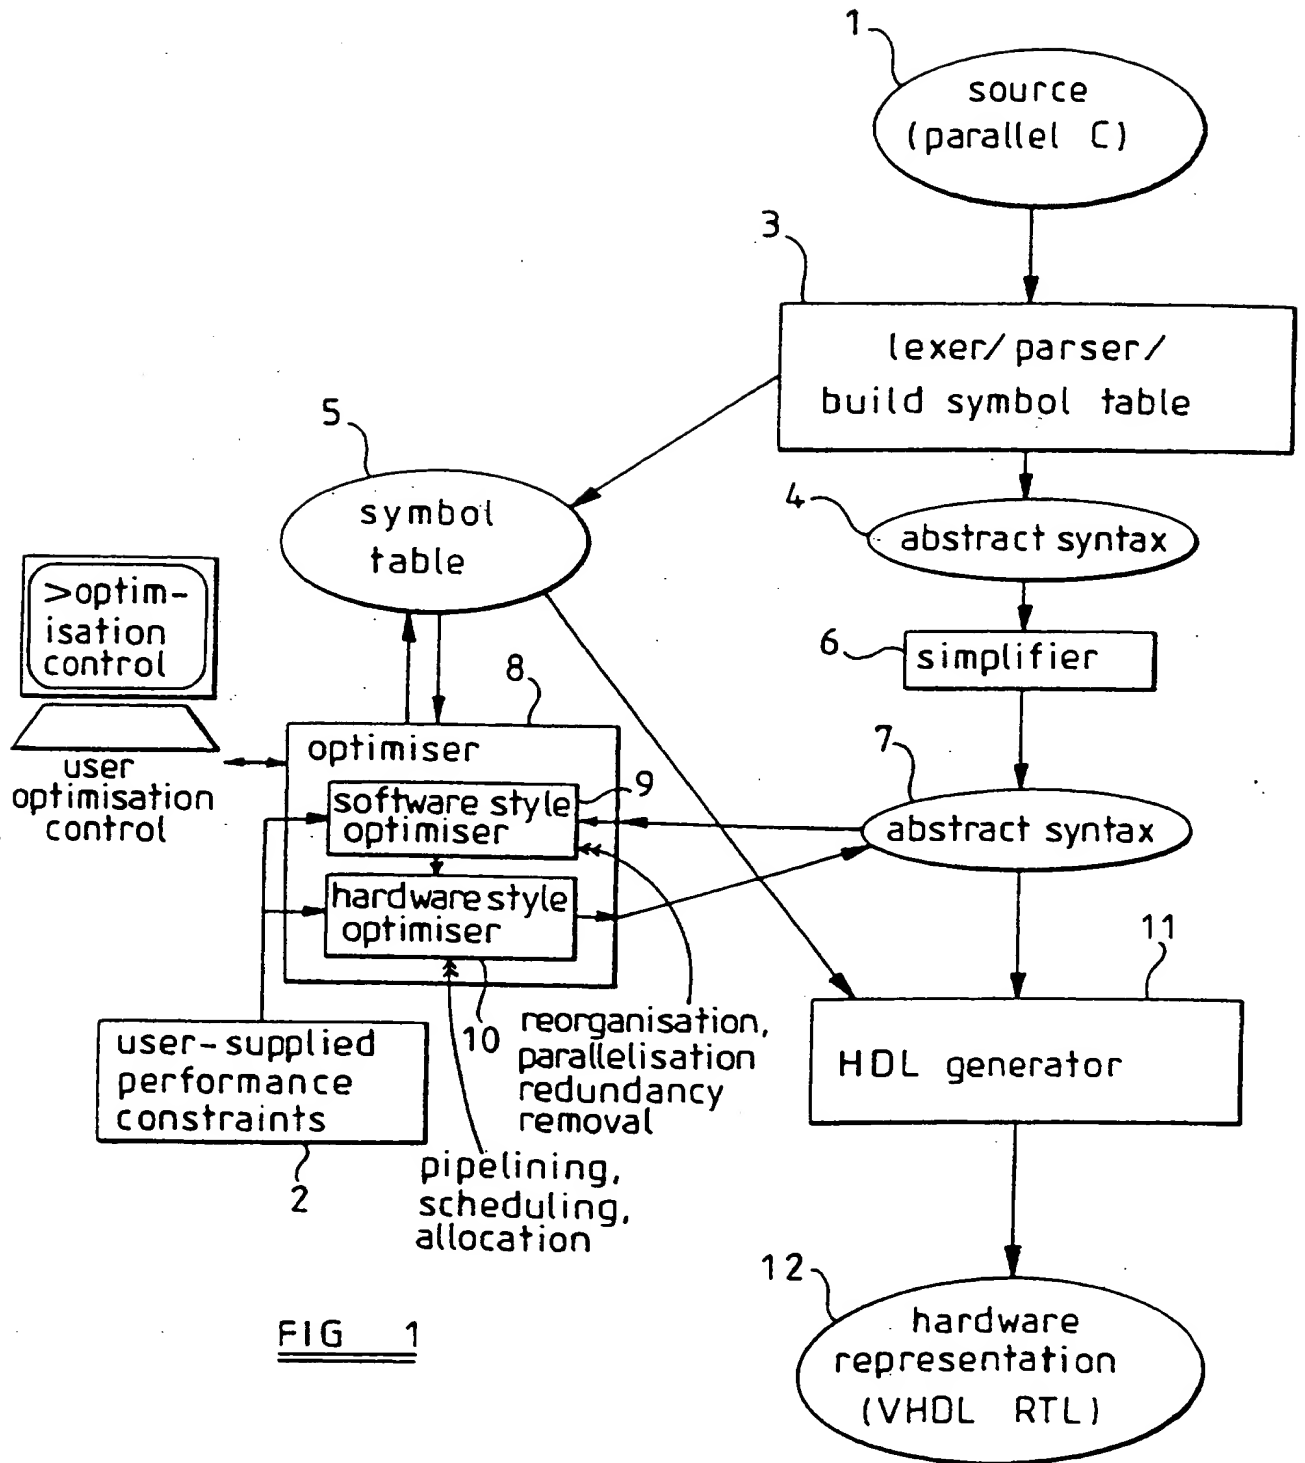 1
source
(parallel C)
3
lexer/parser/
build symbol table
5
symbol
table
4
abstract syntax
>optim-
isation
control
6
simplifier
user
optimisation
control
8
optimiser
7
abstract syntax
software style
optimiser
9
hardware style
optimiser
10
reorganisation,
parallelisation
redundancy
removal
11
HDL generator
user-supplied
performance
constraints
2
pipelining,
scheduling,
allocation
12
hardware
representation
(VHDL RTL)
FIG 1